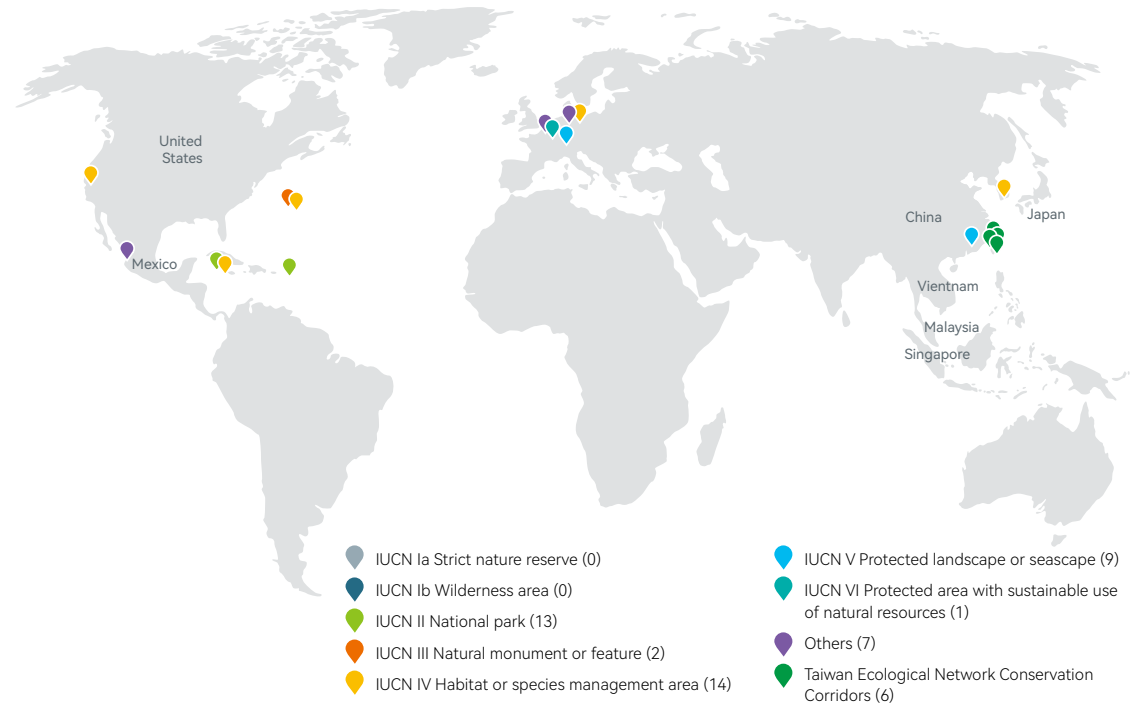 United
States
Mexico
China
Japan
Vientnam
Malaysia
Singapore
IUCN Ia Strict nature reserve (0)
IUCN Ib Wilderness area (0)
IUCN II National park (13)
IUCN III Natural monument or feature (2)
IUCN IV Habitat or species management area (14)
IUCN V Protected landscape or seascape (9)
IUCN VI Protected area with sustainable use
of natural resources (1)
Others (7)
Taiwan Ecological Network Conservation
Corridors (6)